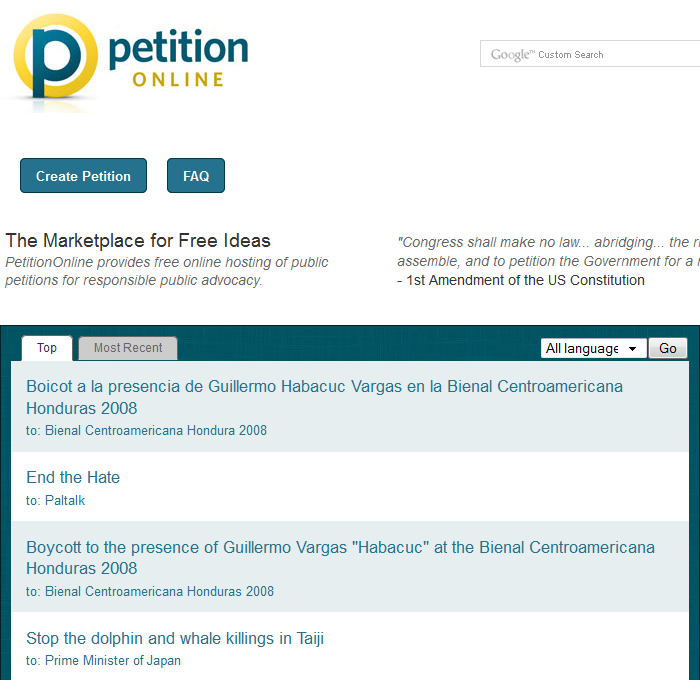 petition
ONLINE
Google™ Custom Search
Create Petition
FAQ
The Marketplace for Free Ideas
PetitionOnline provides free online hosting of public
petitions for responsible public advocacy.
"Congress shall make no law... abridging... the
assemble, and to petition the Government for a
- 1st Amendment of the US Constitution
Top
Most Recent
All language
Go
Boicot a la presencia de Guillermo Habacuc Vargas en la Bienal Centroamericana
Honduras 2008
to: Bienal Centroamericana Hondura 2008
End the Hate
to: Paltalk
Boycott to the presence of Guillermo Vargas "Habacuc" at the Bienal Centroamericana
Honduras 2008
to: Bienal Centroamericana Honduras 2008
Stop the dolphin and whale killings in Taiji
to: Prime Minister of Japan